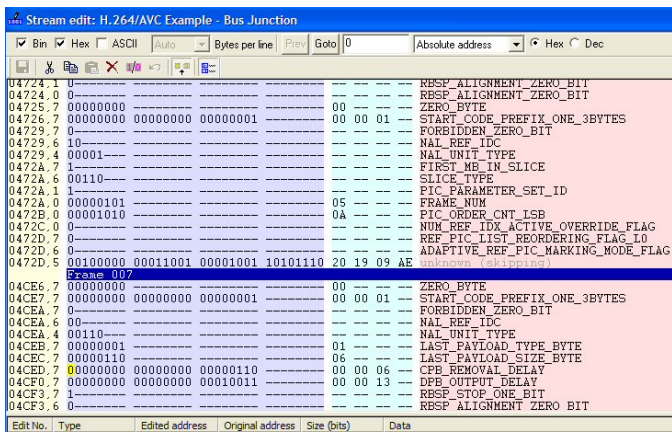 Stream edit: H.264/AVC Example - Bus Junction
Bin Hex ASCII Auto Bytes per line Prev Goto 0 Absolute address Hex Dec
04724,1 0------- -------- -------- -------- -- -- -- -- RBSP_ALIGNMENT_ZERO_BIT
04724,0 0------- -------- -------- -------- -- -- -- -- RBSP_ALIGNMENT_ZERO_BIT
04725,7 00000000 -------- -------- -------- 00 -- -- -- ZERO_BYTE
04726,7 00000000 00000000 00000001 -------- 00 00 01 -- START_CODE_PREFIX_ONE_3BYTES
04729,7 0------- -------- -------- -------- -- -- -- -- FORBIDDEN_ZERO_BIT
04729,6 10------ -------- -------- -------- -- -- -- -- NAL_REF_IDC
04729,4 00001--- -------- -------- -------- -- -- -- -- NAL_UNIT_TYPE
0472A,7 1------- -------- -------- -------- -- -- -- -- FIRST_MB_IN_SLICE
0472A,6 00110--- -------- -------- -------- -- -- -- -- SLICE_TYPE
0472A,1 1------- -------- -------- -------- -- -- -- -- PIC_PARAMETER_SET_ID
0472A,0 00000101 -------- -------- -------- 05 -- -- -- FRAME_NUM
0472B,0 00001010 -------- -------- -------- 0A -- -- -- PIC_ORDER_CNT_LSB
0472C,0 0------- -------- -------- -------- -- -- -- -- NUM_REF_IDX_ACTIVE_OVERRIDE_FLAG
0472D,7 0------- -------- -------- -------- -- -- -- -- REF_PIC_LIST_REORDERING_FLAG_L0
0472D,6 0------- -------- -------- -------- -- -- -- -- ADAPTIVE_REF_PIC_MARKING_MODE_FLAG
0472D,5 00100000 00011001 00001001 10101110 20 19 09 AE unknown (skipping)
Frame 007
04CE6,7 00000000 -------- -------- -------- 00 -- -- -- ZERO_BYTE
04CE7,7 00000000 00000000 00000001 -------- 00 00 01 -- START_CODE_PREFIX_ONE_3BYTES
04CEA,7 0------- -------- -------- -------- -- -- -- -- FORBIDDEN_ZERO_BIT
04CEA,6 00------ -------- -------- -------- -- -- -- -- NAL_REF_IDC
04CEA,4 00110--- -------- -------- -------- -- -- -- -- NAL_UNIT_TYPE
04CEB,7 00000001 -------- -------- -------- 01 -- -- -- LAST_PAYLOAD_TYPE_BYTE
04CEC,7 00000110 -------- -------- -------- 06 -- -- -- LAST_PAYLOAD_SIZE_BYTE
04CED,7 00000000 00000000 00000110 -------- 00 00 06 -- CPB_REMOVAL_DELAY
04CF0,7 00000000 00000000 00010011 -------- 00 00 13 -- DPB_OUTPUT_DELAY
04CF3,7 1------- -------- -------- -------- -- -- -- -- RBSP_STOP_ONE_BIT
04CF3,6 0------- -------- -------- -------- -- -- -- -- RBSP_ALIGNMENT_ZERO_BIT
Edit No. Type Edited address Original address Size (bits) Data